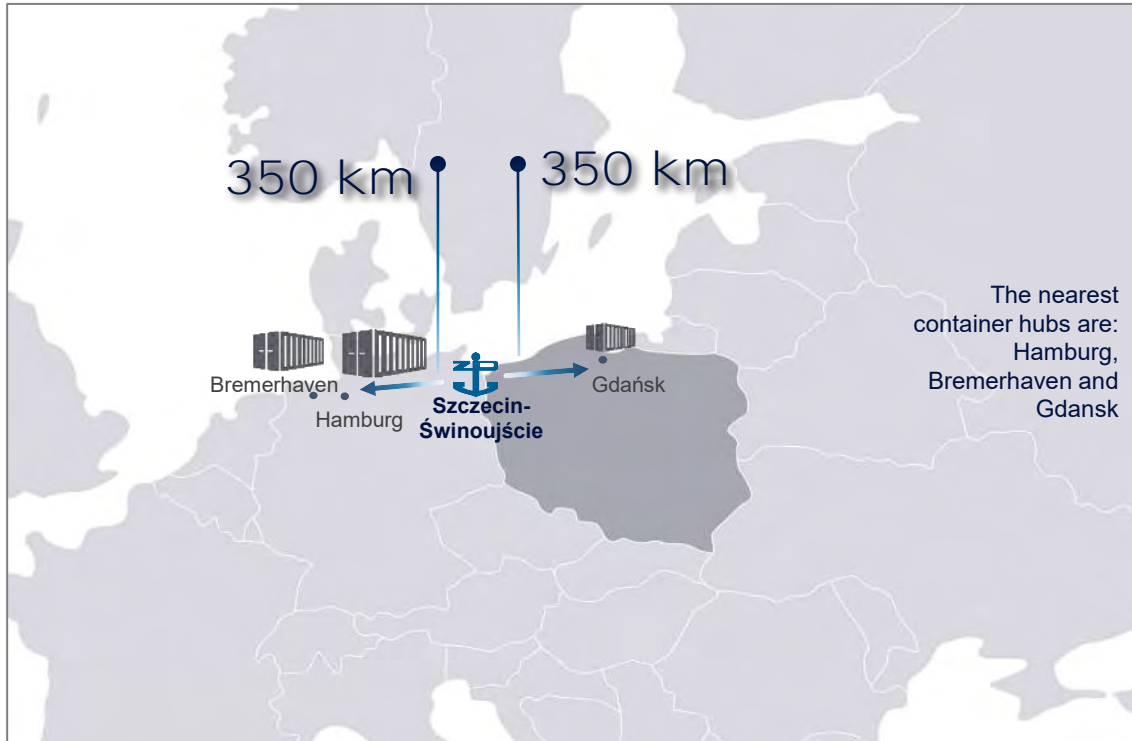 350 km
350 km
The nearest
container hubs are:
Hamburg,
Bremerhaven and
Gdansk
Bremerhaven
Hamburg
Szczecin-
Świnoujście
Gdańsk